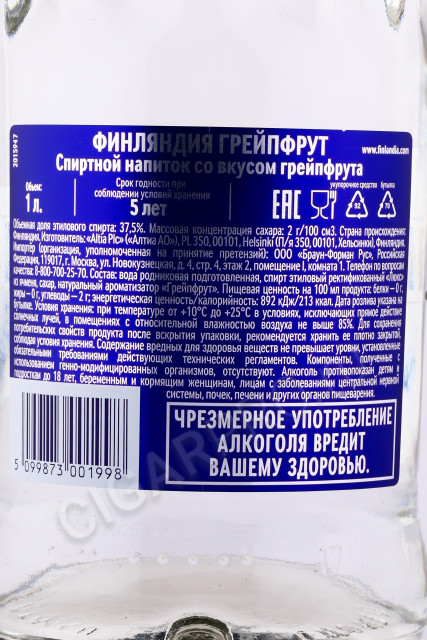 2015947
ФИНЛЯНДИЯ ГРЕЙПФРУТ
www.finlandia.com
Спиртной напиток со вкусом грейпфрута
Объем:
1 л.
Срок годности при
соблюдении условий хранения
5 лет
EAC
укупорочное средство бутылка
Объемная доля этилового спирта: 37,5%. Массовая концентрация сахара: 2 г/100 см3. Страна происхождения:
Финляндия. Изготовитель: «Altia Plc» («Алтиа АО»), PL 350, 00101, Helsinki (П/я 350, 00101, Хельсинки), Финляндия.
Импортёр (организация, уполномоченная на принятие претензий): ООО «Браун-Форман Рус», Российская
Федерация, 119017, г. Москва, ул. Новокузнецкая, д. 4, стр. 4, этаж 2, помещение I, комната 1. Телефон по вопросам
качества: 8-800-700-25-70. Состав: вода родниковая подготовленная, спирт этиловый ректификованный «Люкс»
из ячменя, сахар, натуральный ароматизатор «Грейпфрут». Пищевая ценность на 100 мл продукта: белки — 0 г,
жиры — 0 г, углеводы — 2 г; энергетическая ценность/калорийность: 892 кДж/213 ккал. Дата розлива указана на
бутылке. Условия хранения: при температуре от +10°C до +25°C в условиях, исключающих прямое действие
солнечных лучей, в помещениях с относительной влажностью воздуха не выше 85%. Для сохранения
потребительских свойств продукта после вскрытия упаковки, рекомендуется хранить ее плотно закрытой,
соблюдая условия хранения. Содержание вредных для здоровья веществ не превышает уровни, установленные
обязательными требованиями действующих технических регламентов. Компоненты, полученные с
использованием генно-модифицированных организмов, отсутствуют. Алкоголь противопоказан детям и
подросткам до 18 лет, беременным и кормящим женщинам, лицам с заболеваниями центральной нервной
системы, почек, печени и других органов пищеварения.
ЧРЕЗМЕРНОЕ УПОТРЕБЛЕНИЕ
АЛКОГОЛЯ ВРЕДИТ
ВАШЕМУ ЗДОРОВЬЮ.
5 099873 001998